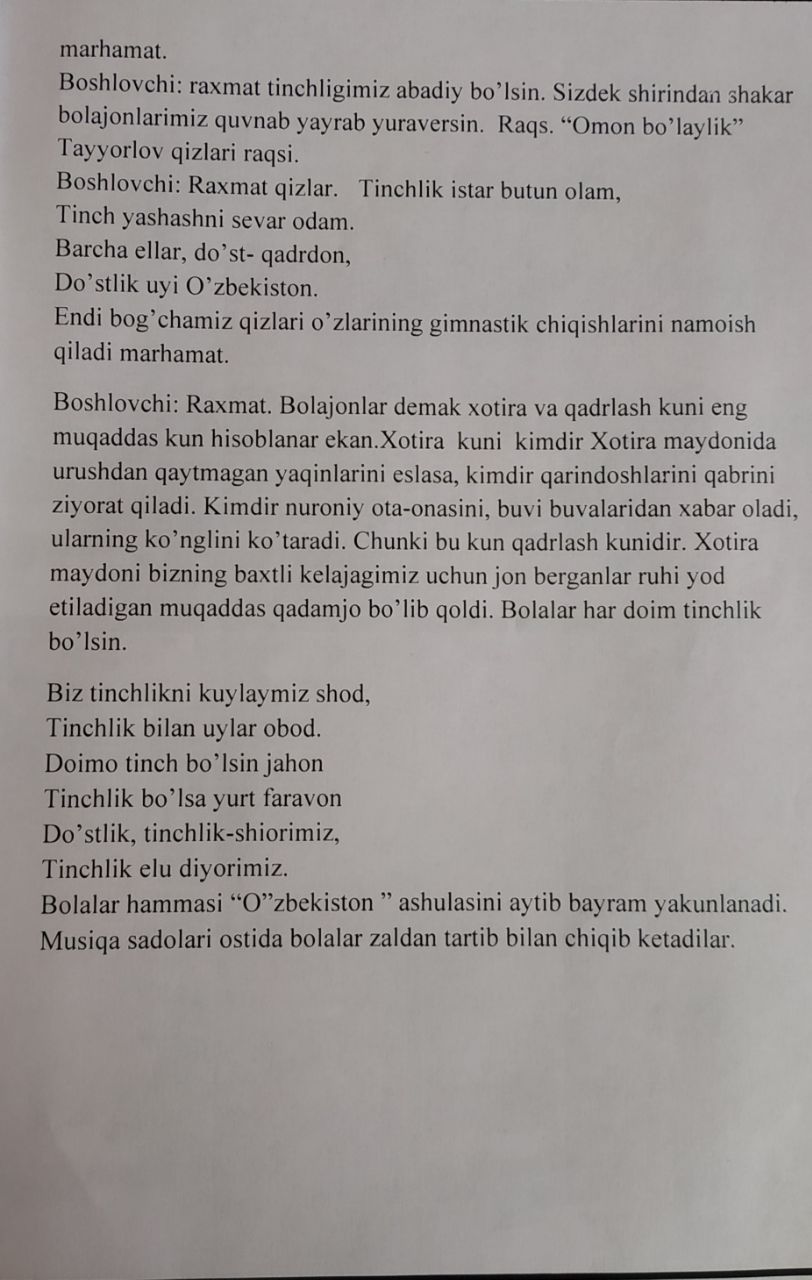 marhamat.
Boshlovchi: raxmat tinchligimiz abadiy bo’lsin. Sizdek shirindan shakar
bolajonlarimiz quvnab yayrab yuraversin.  Raqs. “Omon bo’laylik”
Tayyorlov qizlari raqsi.
Boshlovchi: Raxmat qizlar.   Tinchlik istar butun olam,
Tinch yashashni sevar odam.
Barcha ellar, do’st- qadrdon,
Do’stlik uyi O’zbekiston.
Endi bog’chamiz qizlari o’zlarining gimnastik chiqishlarini namoish
qiladi marhamat.
Boshlovchi: Raxmat. Bolajonlar demak xotira va qadrlash kuni eng
muqaddas kun hisoblanar ekan.Xotira  kuni  kimdir Xotira maydonida
urushdan qaytmagan yaqinlarini eslasa, kimdir qarindoshlarini qabrini
ziyorat qiladi. Kimdir nuroniy ota-onasini, buvi buvalaridan xabar oladi,
ularning ko’nglini ko’taradi. Chunki bu kun qadrlash kunidir. Xotira
maydoni bizning baxtli kelajagimiz uchun jon berganlar ruhi yod
etiladigan muqaddas qadamjo bo’lib qoldi. Bolalar har doim tinchlik
bo’lsin.
Biz tinchlikni kuylaymiz shod,
Tinchlik bilan uylar obod.
Doimo tinch bo’lsin jahon
Tinchlik bo’lsa yurt faravon
Do’stlik, tinchlik-shiorimiz,
Tinchlik elu diyorimiz.
Bolalar hammasi “O”zbekiston ” ashulasini aytib bayram yakunlanadi.
Musiqa sadolari ostida bolalar zaldan tartib bilan chiqib ketadilar.